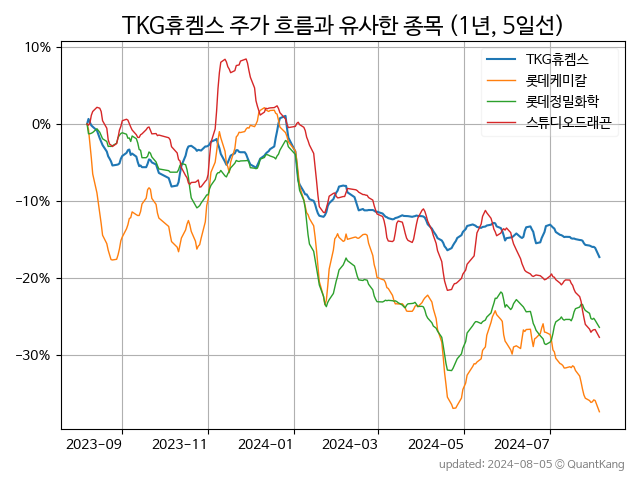 TKG휴켐스 주가 흐름과 유사한 종목 (1년, 5일선)
10%
0%
−10%
−20%
−30%
TKG휴켐스
롯데케미칼
롯데정밀화학
스튜디오드래곤
2023-09 2023-11 2024-01 2024-03 2024-05 2024-07
updated: 2024-08-05 © QuantKang